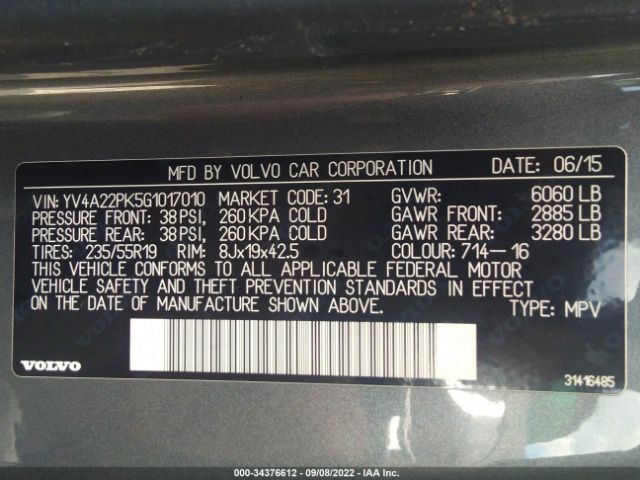 MFD BY VOLVO CAR CORPORATION DATE: 06/15
VIN: YV4A22PK5G1017010 MARKET CODE: 31 GVWR: 6060 LB
PRESSURE FRONT: 38 PSI, 260 KPA COLD GAWR FRONT: 2885 LB
PRESSURE REAR: 38 PSI, 260 KPA COLD GAWR REAR: 3280 LB
TIRES: 235/55R19 RIM: 8Jx19x42.5 COLOUR: 714-16
THIS VEHICLE CONFORMS TO ALL APPLICABLE FEDERAL MOTOR
VEHICLE SAFETY AND THEFT PREVENTION STANDARDS IN EFFECT
ON THE DATE OF MANUFACTURE SHOWN ABOVE. TYPE: MPV
VOLVO
31416485
000-34376612 - 09/08/2022 - IAA Inc.